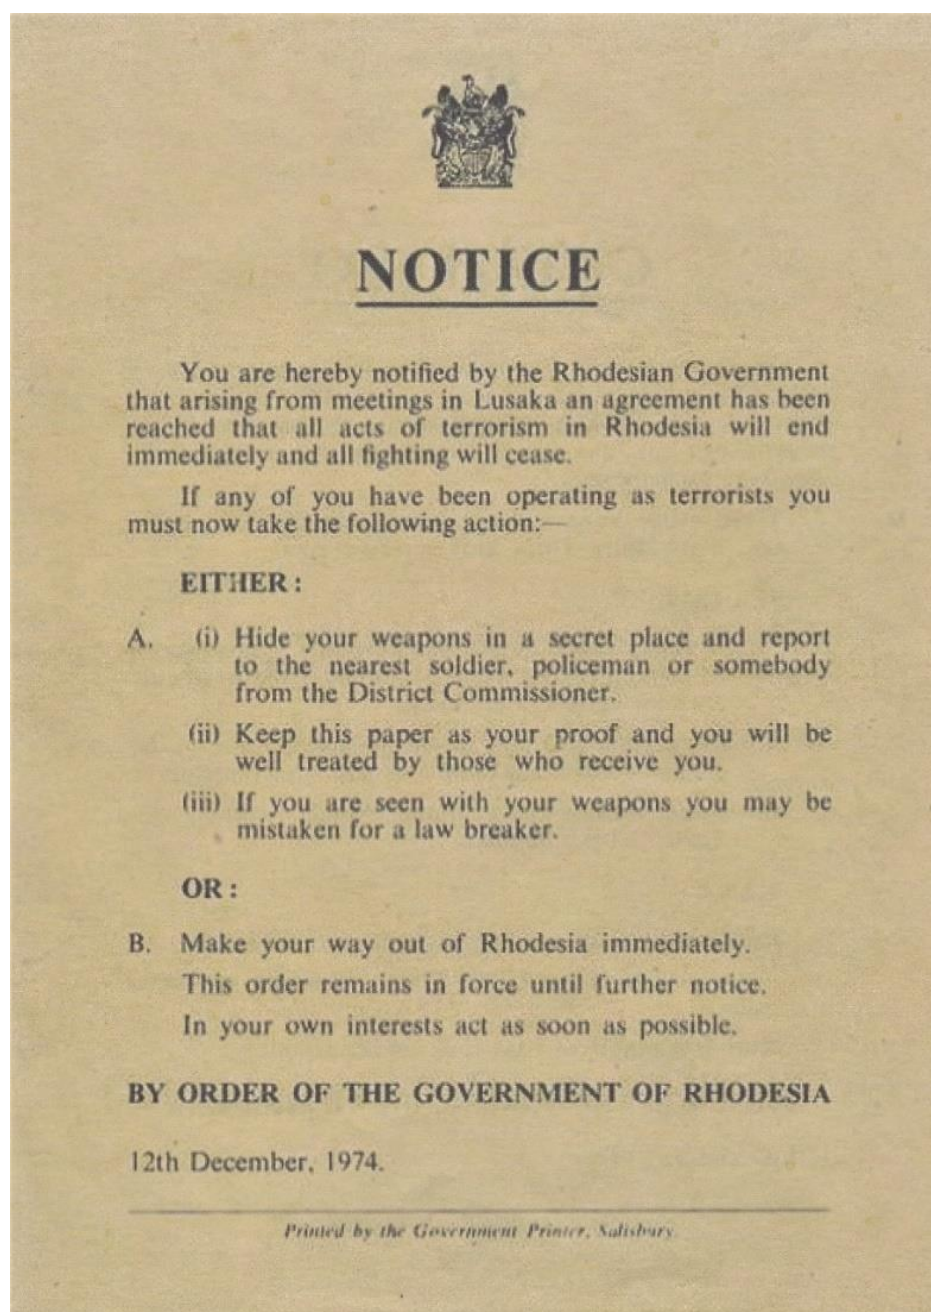 NOTICE
You are hereby notified by the Rhodesian Government
that arising from meetings in Lusaka an agreement has been
reached that all acts of terrorism in Rhodesia will end
immediately and all fighting will cease.
If any of you have been operating as terrorists you
must now take the following action:—
EITHER :
A. (i) Hide your weapons in a secret place and report
to the nearest soldier, policeman or somebody
from the District Commissioner.
(ii) Keep this paper as your proof and you will be
well treated by those who receive you.
(iii) If you are seen with your weapons you may be
mistaken for a law breaker.
OR :
B. Make your way out of Rhodesia immediately.
This order remains in force until further notice.
In your own interests act as soon as possible.
BY ORDER OF THE GOVERNMENT OF RHODESIA
12th December, 1974.
Printed by the Government Printer, Salisbury.